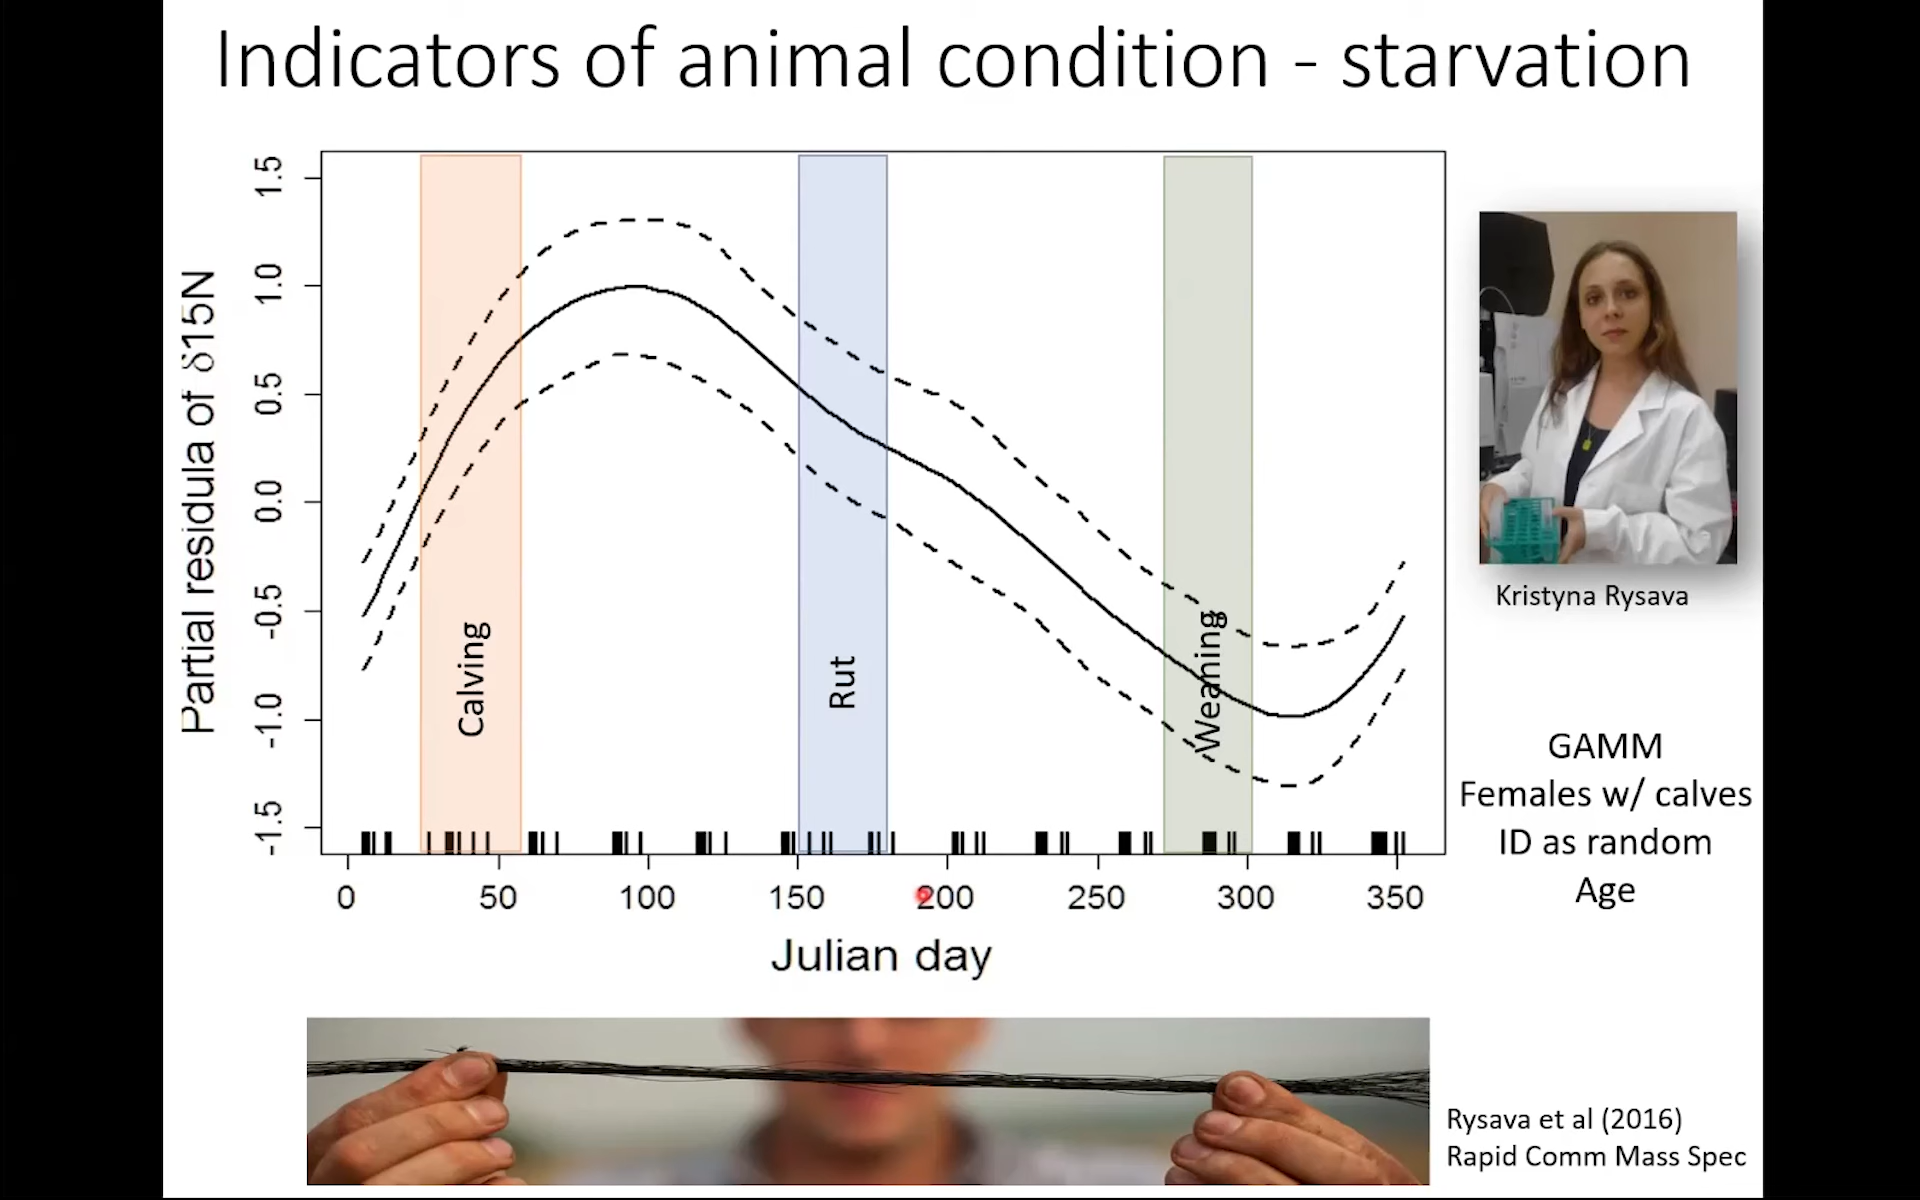 Indicators of animal condition - starvation
Partial residula of δ15N
1.5
1.0
0.5
0.0
-0.5
-1.0
-1.5
Calving
Rut
Weaning
0 50 100 150 200 250 300 350
Julian day
Kristyna Rysava
GAMM
Females w/ calves
ID as random
Age
Rysava et al (2016)
Rapid Comm Mass Spec